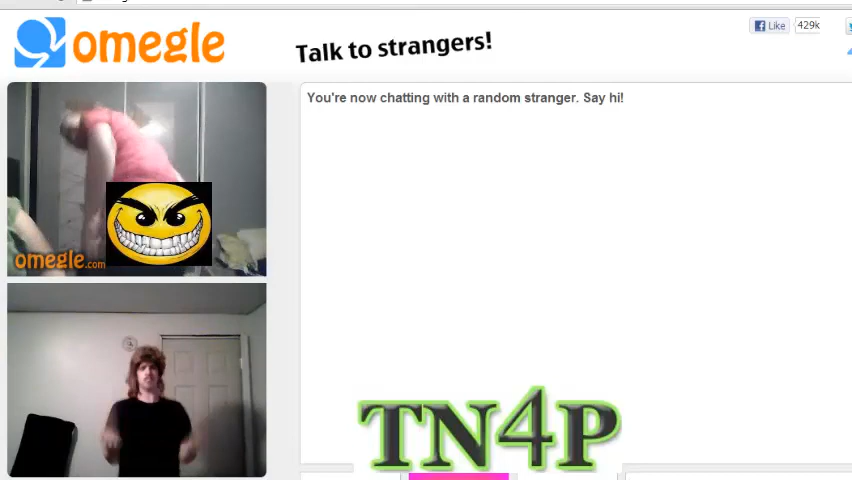 omegle
Talk to strangers!
Like
429k
You're now chatting with a random stranger. Say hi!
omegle.com
TN4P